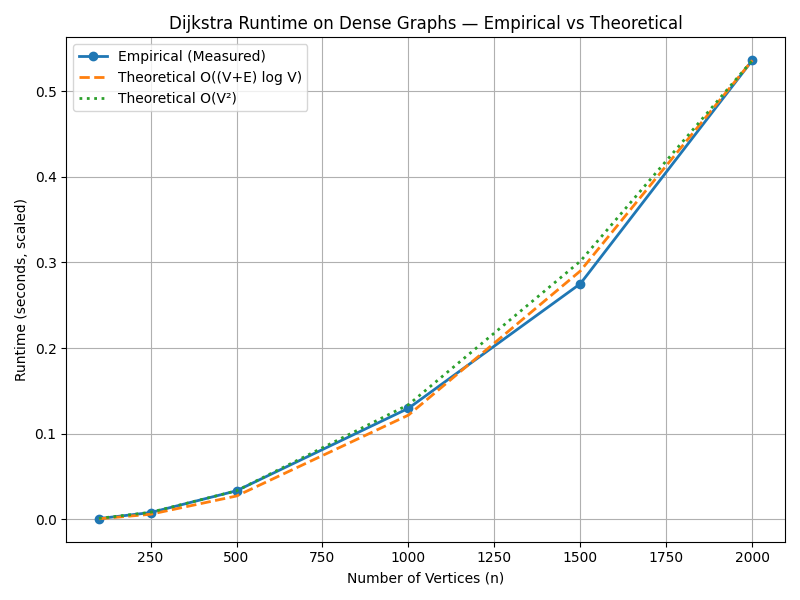 Dijkstra Runtime on Dense Graphs — Empirical vs Theoretical
Empirical (Measured)
Theoretical O((V+E) log V)
Theoretical O(V²)
Runtime (seconds, scaled)
0.5
0.4
0.3
0.2
0.1
0.0
250 500 750 1000 1250 1500 1750 2000
Number of Vertices (n)